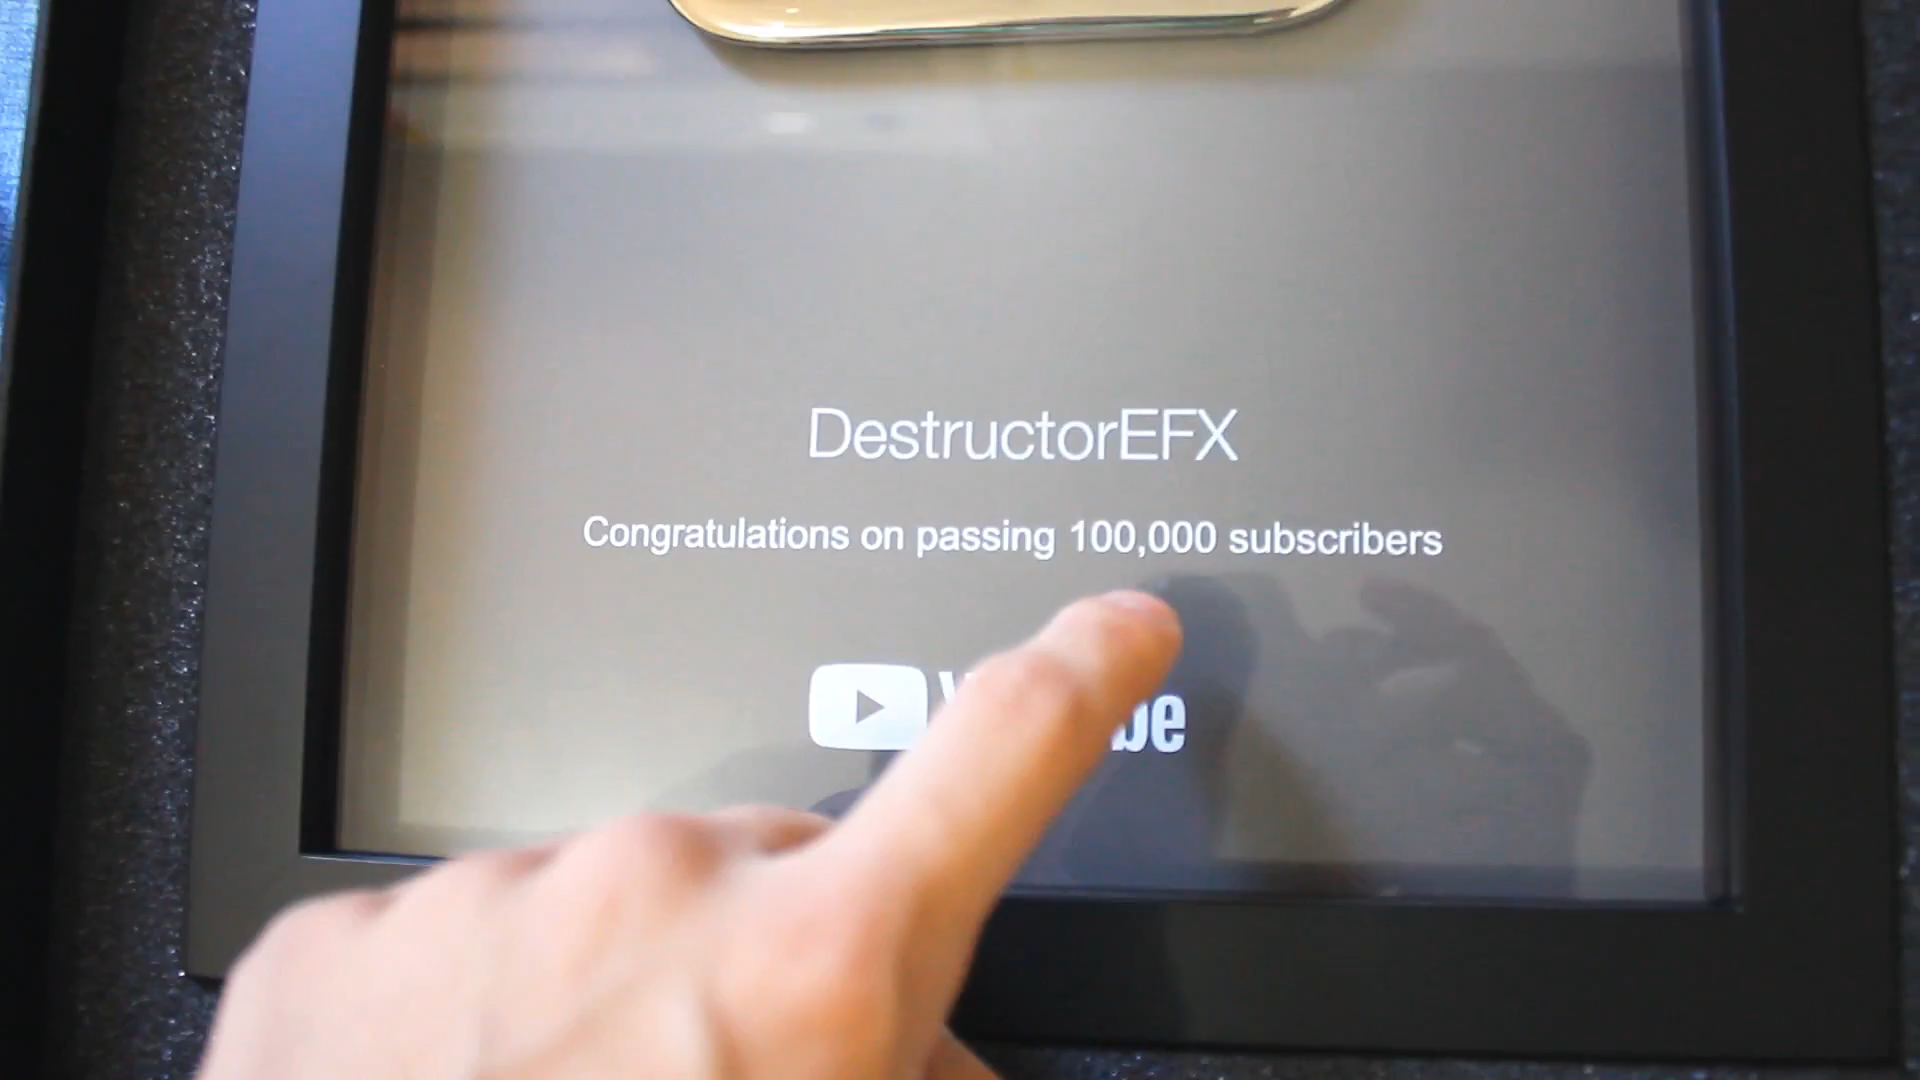 DestructorEFX
Congratulations on passing 100,000 subscribers